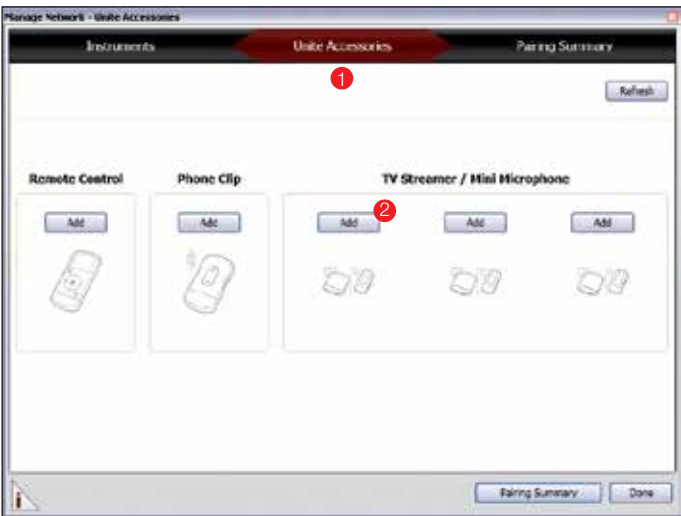 Manage Network - Unite Accessories
Instruments Unite Accessories Pairing Summary
1
Refresh
Remote Control Phone Clip TV Streamer / Mini Microphone
Add Add Add 2 Add Add
i
Pairing Summary Done